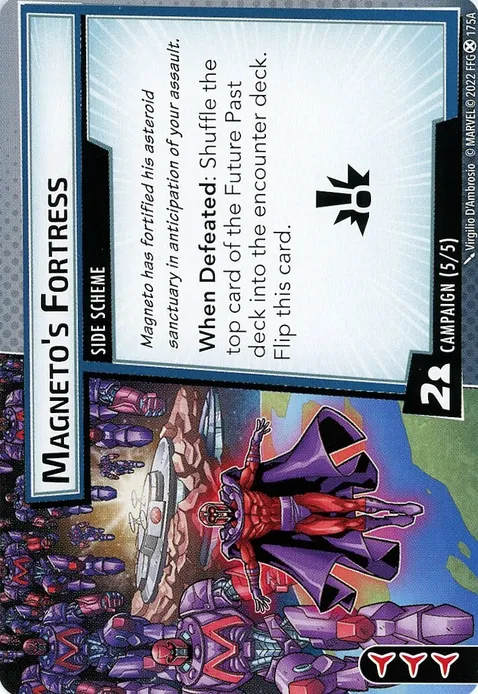 MAGNETO'S FORTRESS
SIDE SCHEME
Magneto has fortified his asteroid
sanctuary in anticipation of your assault.
When Defeated: Shuffle the
top card of the Future Past
deck into the encounter deck.
Flip this card.
2
CAMPAIGN (5/5)
Virgilio D'Ambrosio © MARVEL © 2022 FFG 175A